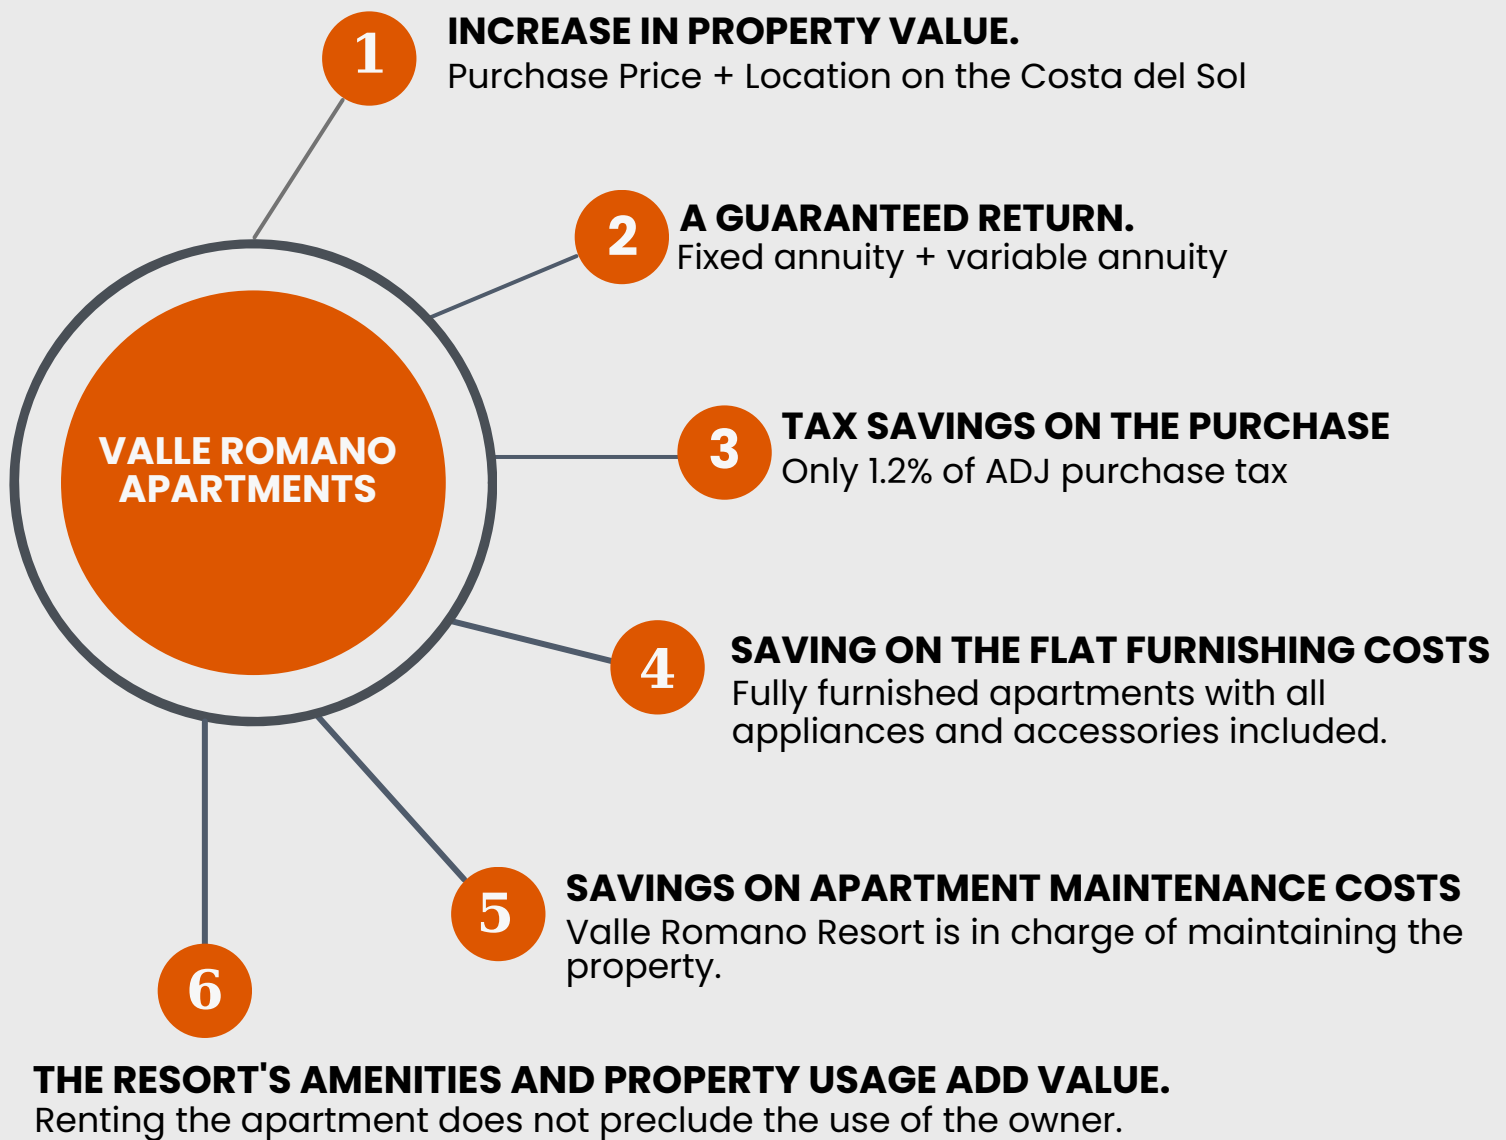 1
INCREASE IN PROPERTY VALUE.
Purchase Price + Location on the Costa del Sol
2
A GUARANTEED RETURN.
Fixed annuity + variable annuity
VALLE ROMANO
APARTMENTS
3
TAX SAVINGS ON THE PURCHASE
Only 1.2% of ADJ purchase tax
4
SAVING ON THE FLAT FURNISHING COSTS
Fully furnished apartments with all
appliances and accessories included.
5
SAVINGS ON APARTMENT MAINTENANCE COSTS
Valle Romano Resort is in charge of maintaining the
property.
6
THE RESORT'S AMENITIES AND PROPERTY USAGE ADD VALUE.
Renting the apartment does not preclude the use of the owner.